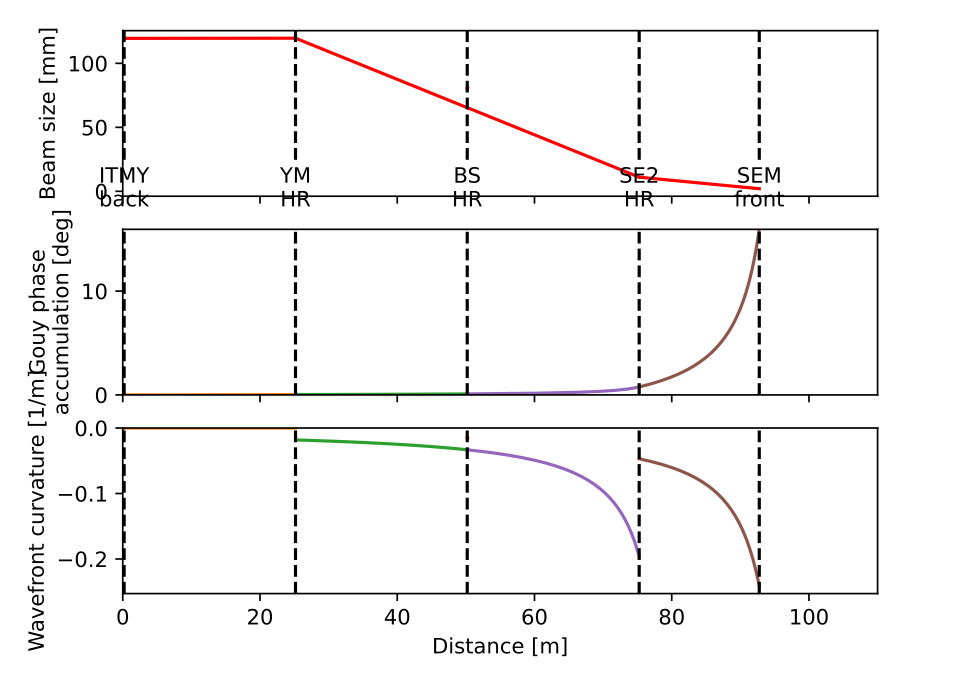 Beam size [mm]
100
50
0
ITMY
back
YM
HR
BS
HR
SE2
HR
SEM
front
Gouy phase
accumulation [deg]
10
0
Wavefront curvature [1/m]
0.0
−0.1
−0.2
0
20
40
60
80
100
Distance [m]